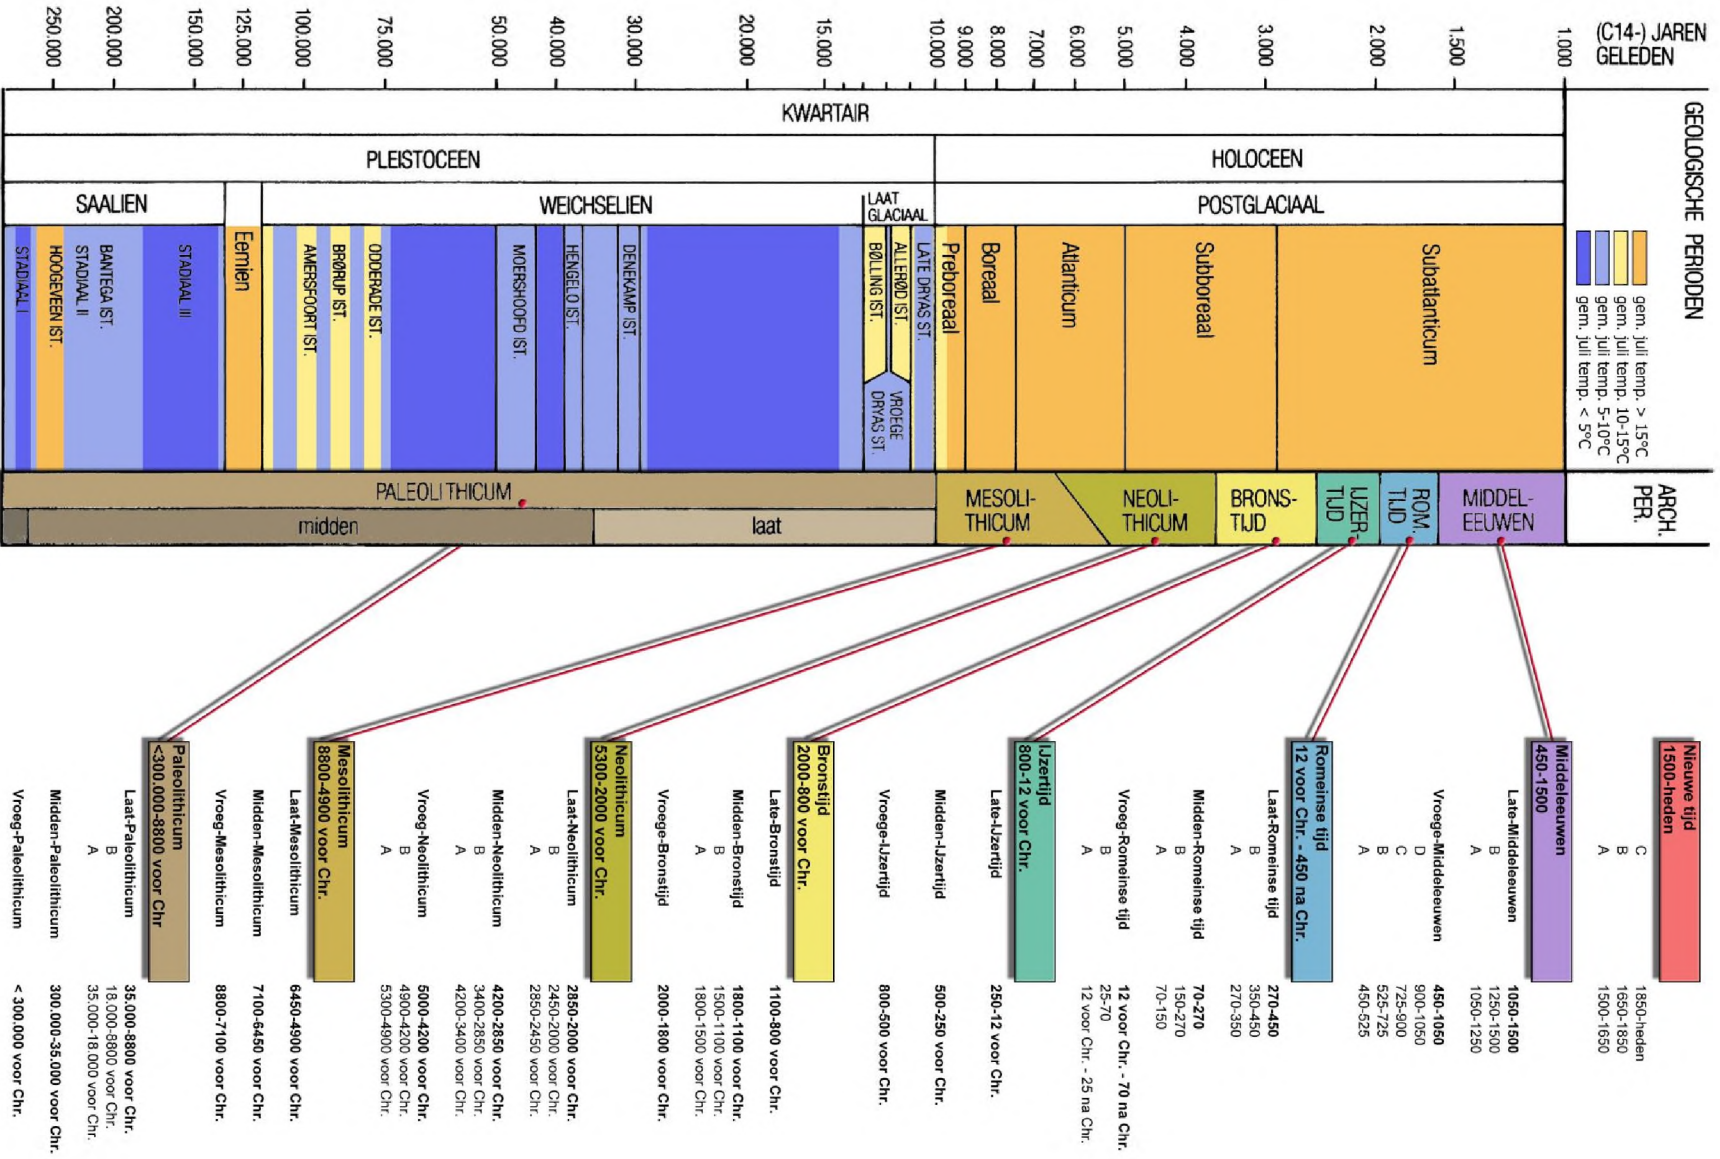 (C14-) JAREN
GELEDEN
1.000
1.500
2.000
3.000
4.000
5.000
6.000
7.000
8.000
9.000
10.000
15.000
20.000
30.000
50.000
75.000
100.000
125.000
150.000
200.000
250.000
GEOLOGISCHE PERIODEN
gem. juli temp. > 15°C
gem. juli temp. 10-15°C
gem. juli temp. 5-10°C
gem. juli temp. < 5°C
KWARTAIR
HOLOCEEN
PLEISTOCEEN
POSTGLACIAAL
LAAT
GLACIAAL
WEICHSELIEN
SAALIEN
Subatlanticum
Subboreaal
Atlanticum
Boreaal
Preboreaal
LATE DRYAS ST.
ALLERØD IST.
VROEGE
DRYAS ST.
BØLLING IST.
DENEKAMP IST.
HENGELO IST.
MOERSHOOFD IST.
ODDERADE IST.
BRØRUP IST.
AMERSFOORT IST.
Eemien
STADIAAL III
BANTEGA IST.
STADIAAL II
HOOGEVEEN IST.
STADIAAL I
ARCH.
PER.
MIDDEL-
EEUWEN
ROM.
TIJD
IJZER-
TIJD
BRONS-
TIJD
NEOLI-
THICUM
MESOLI-
THICUM
PALEOLITHICUM
laat
midden
Nieuwe tijd
1500-heden
C 1850-heden
B 1650-1850
A 1500-1650
Middeleeuwen
450-1500
Late-Middeleeuwen 1050-1500
B 1250-1500
A 1050-1250
Vroege-Middeleeuwen 450-1050
D 900-1050
C 725-900
B 525-725
A 450-525
Romeinse tijd
12 voor Chr. - 450 na Chr.
Laat-Romeinse tijd 270-450
B 350-450
A 270-350
Midden-Romeinse tijd 70-270
B 150-270
A 70-150
Vroeg-Romeinse tijd 12 voor Chr. - 70 na Chr.
B 25-70
A 12 voor Chr. - 25 na Chr.
IJzertijd
800-12 voor Chr.
Late-IJzertijd 250-12 voor Chr.
Midden-IJzertijd 500-250 voor Chr.
Vroege-IJzertijd 800-500 voor Chr.
Bronstijd
2000-800 voor Chr.
Late-Bronstijd 1100-800 voor Chr.
Midden-Bronstijd 1800-1100 voor Chr.
B 1500-1100 voor Chr.
A 1800-1500 voor Chr.
Vroege-Bronstijd 2000-1800 voor Chr.
Neolithicum
5300-2000 voor Chr.
Laat-Neolithicum 2850-2000 voor Chr.
B 2450-2000 voor Chr.
A 2850-2450 voor Chr.
Midden-Neolithicum 4200-2850 voor Chr.
B 3400-2850 voor Chr.
A 4200-3400 voor Chr.
Vroeg-Neolithicum 5000-4200 voor Chr.
B 4900-4200 voor Chr.
A 5300-4900 voor Chr.
Mesolithicum
8800-4900 voor Chr.
Laat-Mesolithicum 6450-4900 voor Chr.
Midden-Mesolithicum 7100-6450 voor Chr.
Vroeg-Mesolithicum 8800-7100 voor Chr.
Paleolithicum
<300.000-8800 voor Chr
Laat-Paleolithicum 35.000-8800 voor Chr.
B 18.000-8800 voor Chr.
A 35.000-18.000 voor Chr.
Midden-Paleolithicum 300.000-35.000 voor Chr.
Vroeg-Paleolithicum < 300.000 voor Chr.